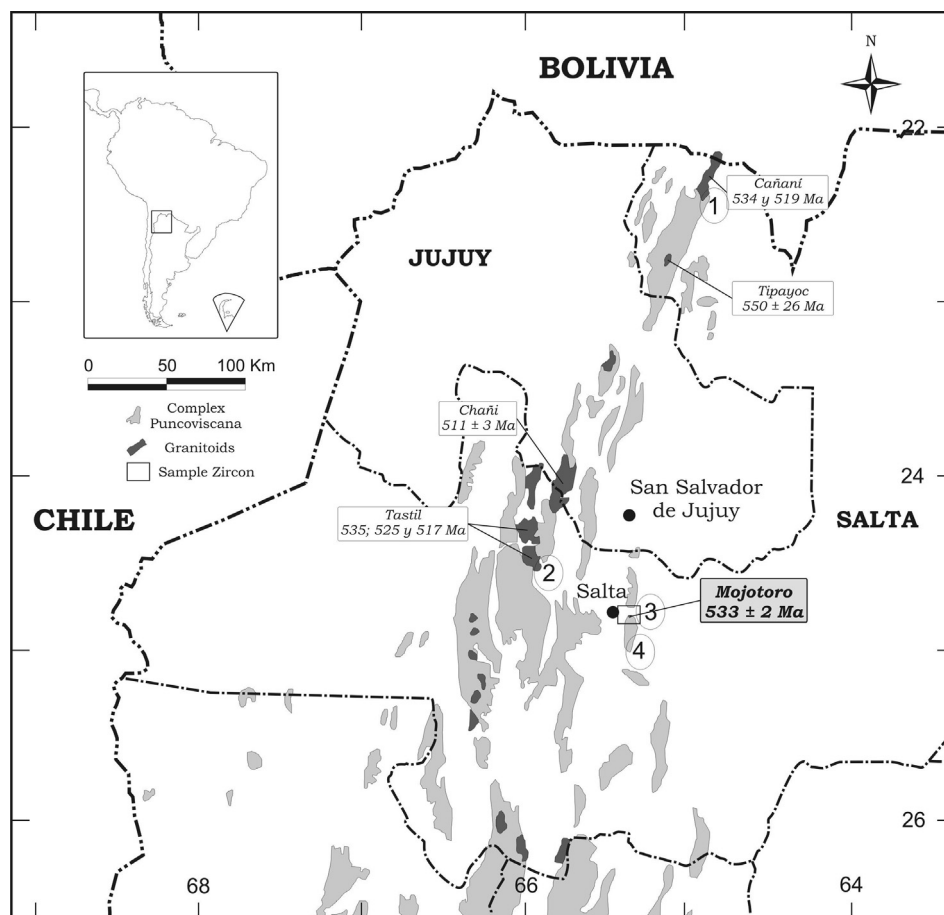 BOLIVIA
N
22
Cañaní
534 y 519 Ma
1
JUJUY
Tipayoc
550 ± 26 Ma
0 50 100 Km
Complex
Puncoviscana
Granitoids
Sample Zircon
Chañi
511 ± 3 Ma
24
San Salvador
de Jujuy
CHILE
SALTA
Tastil
535; 525 y 517 Ma
2
Salta
Mojotoro
533 ± 2 Ma
3
4
26
68
66
64